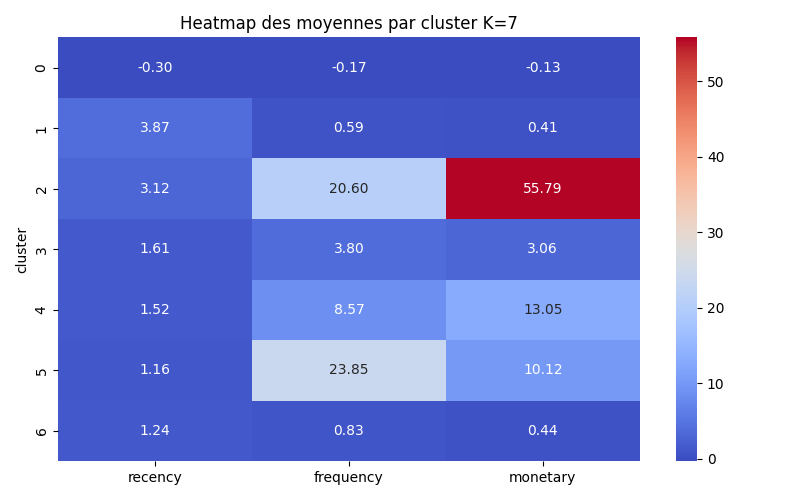 Heatmap des moyennes par cluster K=7
cluster
0 -0.30 -0.17 -0.13
1 3.87 0.59 0.41
2 3.12 20.60 55.79
3 1.61 3.80 3.06
4 1.52 8.57 13.05
5 1.16 23.85 10.12
6 1.24 0.83 0.44
recency frequency monetary
50
40
30
20
10
0